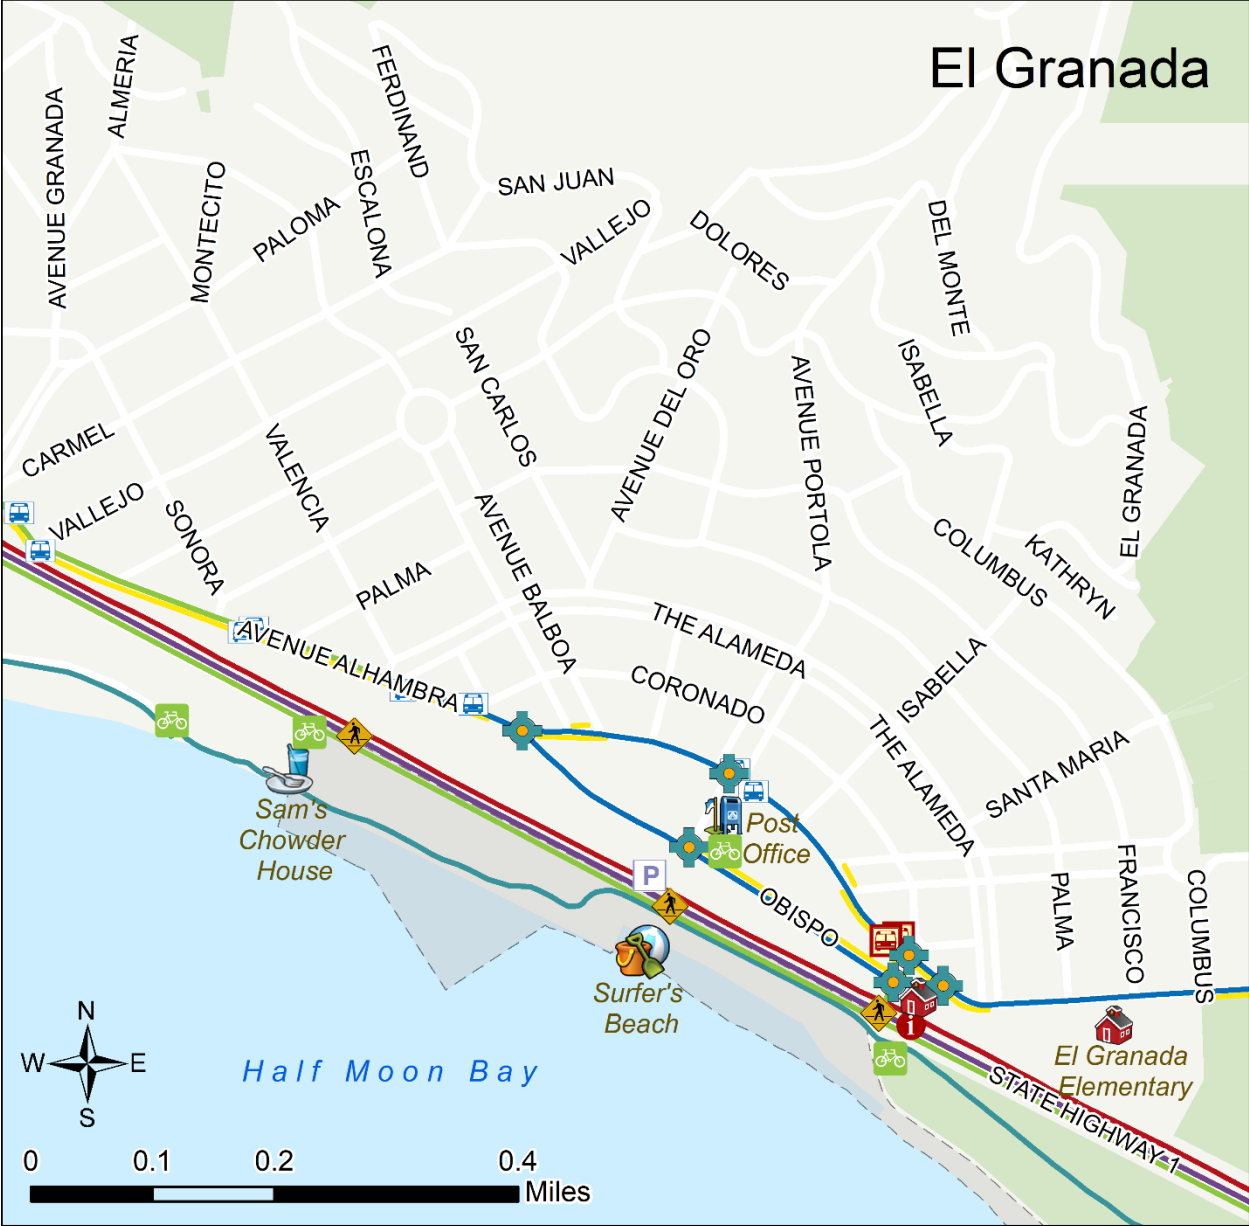 El Granada
ALMERIA
FERDINAND
AVENUE GRANADA
MONTECITO
PALOMA
ESCALONA
SAN JUAN
VALLEJO
DOLORES
DEL MONTE
SAN CARLOS
AVENUE DEL ORO
AVENUE PORTOLA
ISABELLA
EL GRANADA
CARMEL
VALENCIA
VALLEJO
SONORA
PALMA
AVENUE BALBOA
COLUMBUS
KATHRYN
THE ALAMEDA
AVENUE ALHAMBRA
CORONADO
ISABELLA
THE ALAMEDA
SANTA MARIA
Sam's
Chowder
House
Post
Office
P
OBISPO
PALMA
FRANCISCO
COLUMBUS
Surfer's
Beach
i
El Granada
Elementary
STATE HIGHWAY 1
Half Moon Bay
N
W E
S
0 0.1 0.2 0.4
Miles